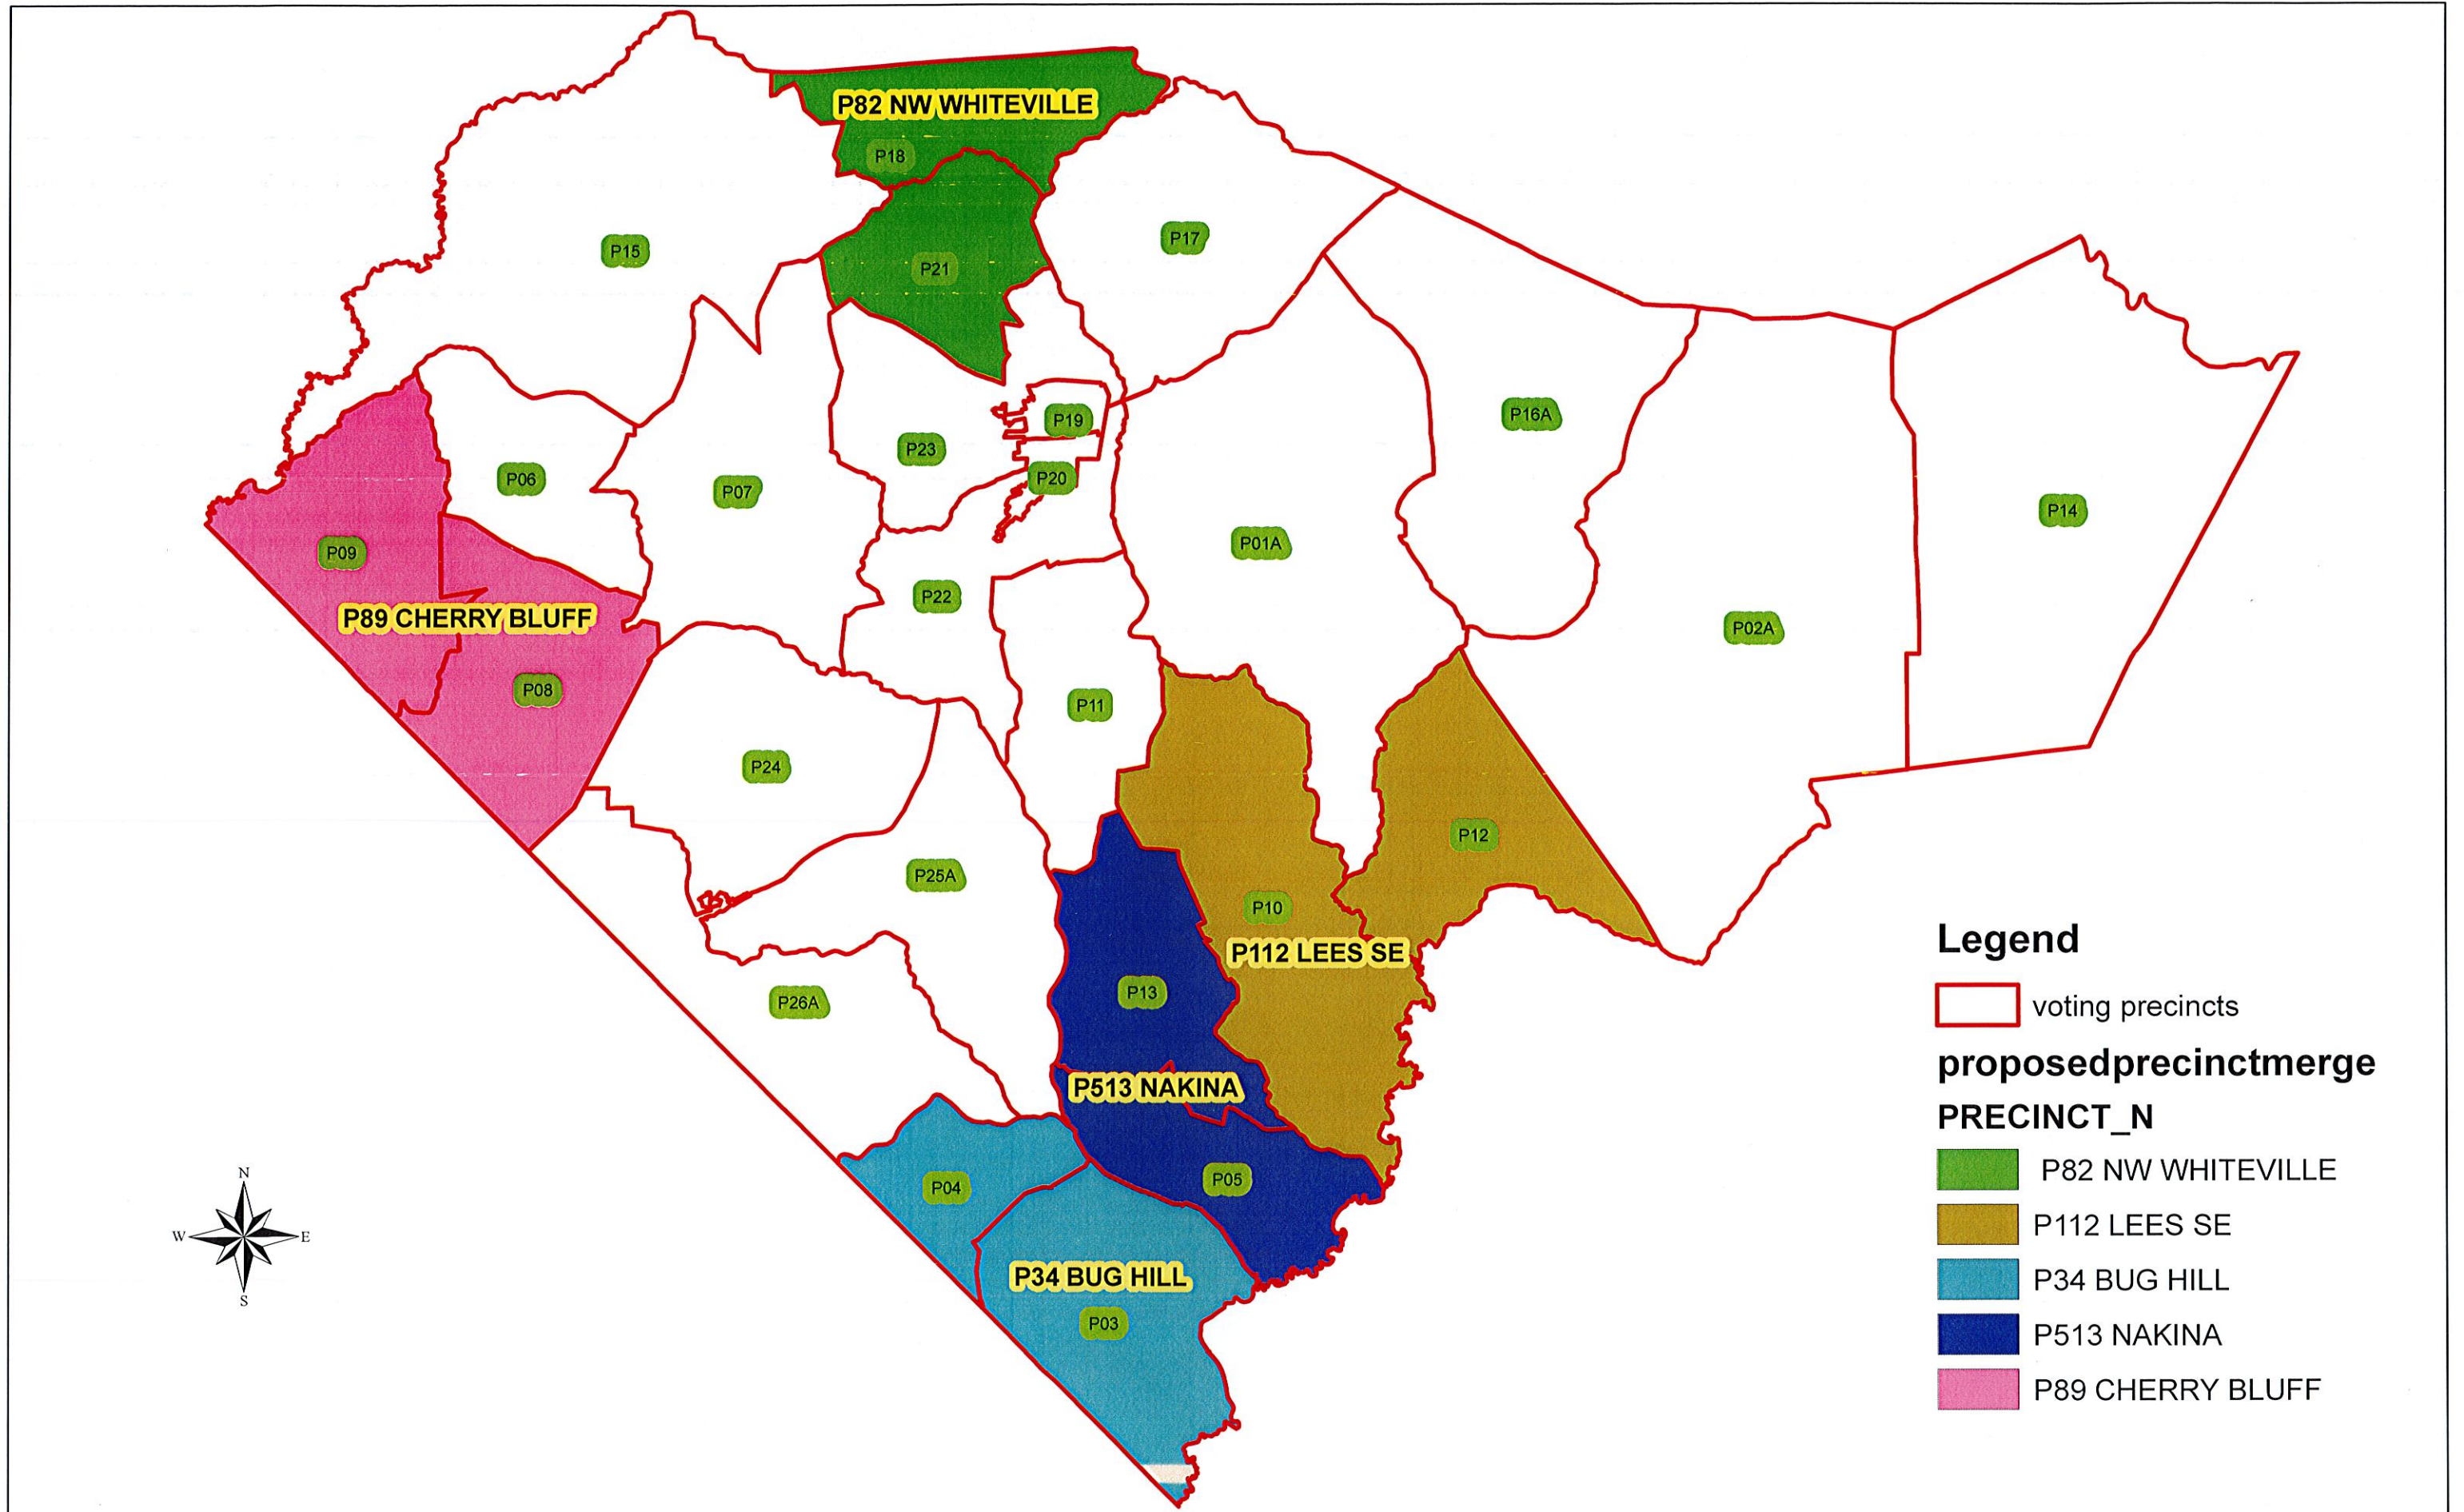 P82 NW WHITEVILLE
P18
P15
P17
P21
P16A
P19
P23
P20
P06
P07
P14
P01A
P09
P22
P89 CHERRY BLUFF
P02A
P08
P11
P24
P12
P25A
P10
P112 LEES SE
P13
P26A
P513 NAKINA
P05
P04
P34 BUG HILL
P03
N
W
E
S
Legend
voting precincts
proposedprecinctmerge
PRECINCT_N
P82 NW WHITEVILLE
P112 LEES SE
P34 BUG HILL
P513 NAKINA
P89 CHERRY BLUFF